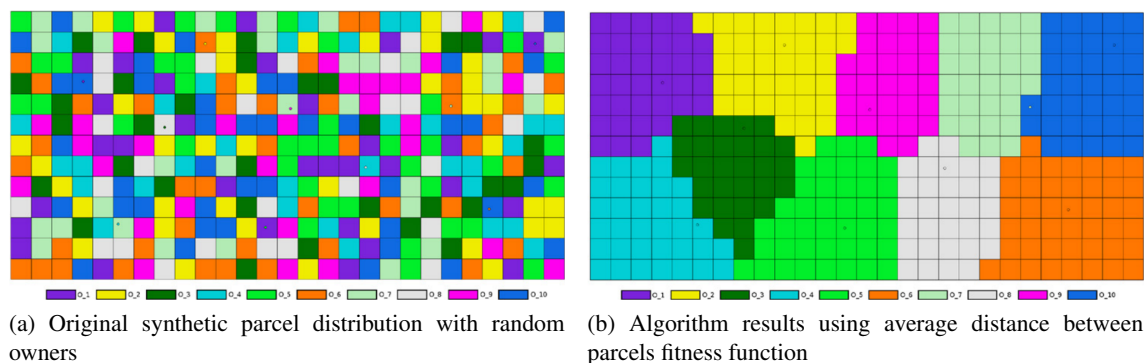 O_1 O_2 O_3 O_4 O_5 O_6 O_7 O_8 O_9 O_10
O_1 O_2 O_3 O_4 O_5 O_6 O_7 O_8 O_9 O_10
(a) Original synthetic parcel distribution with random
owners
(b) Algorithm results using average distance between
parcels fitness function